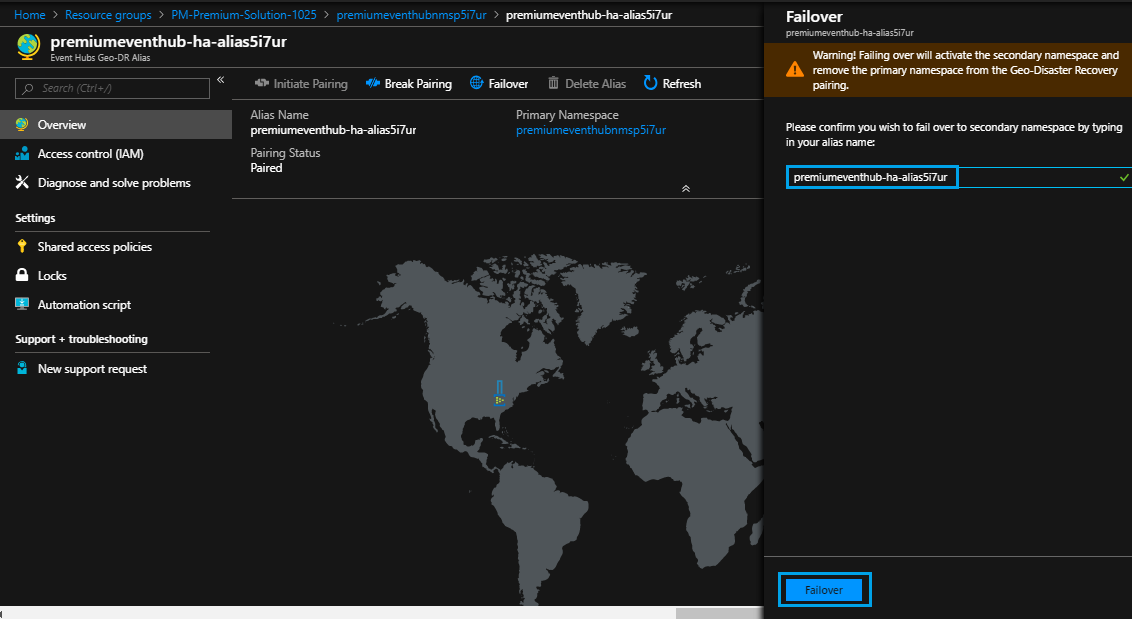 Home > Resource groups > PM-Premium-Solution-1025 > premiumeventhubnmsp5i7ur > premiumeventhub-ha-alias5i7ur
premiumeventhub-ha-alias5i7ur
Event Hubs Geo-DR Alias
Search (Ctrl+/)
«
Overview
Access control (IAM)
Diagnose and solve problems
Settings
Shared access policies
Locks
Automation script
Support + troubleshooting
New support request
Initiate Pairing Break Pairing Failover Delete Alias Refresh
Alias Name
premiumeventhub-ha-alias5i7ur
Primary Namespace
premiumeventhubnmsp5i7ur
Pairing Status
Paired
Failover
premiumeventhub-ha-alias5i7ur
Warning! Failing over will activate the secondary namespace and
remove the primary namespace from the Geo-Disaster Recovery
pairing.
Please confirm you wish to fail over to secondary namespace by typing
in your alias name:
premiumeventhub-ha-alias5i7ur
Failover